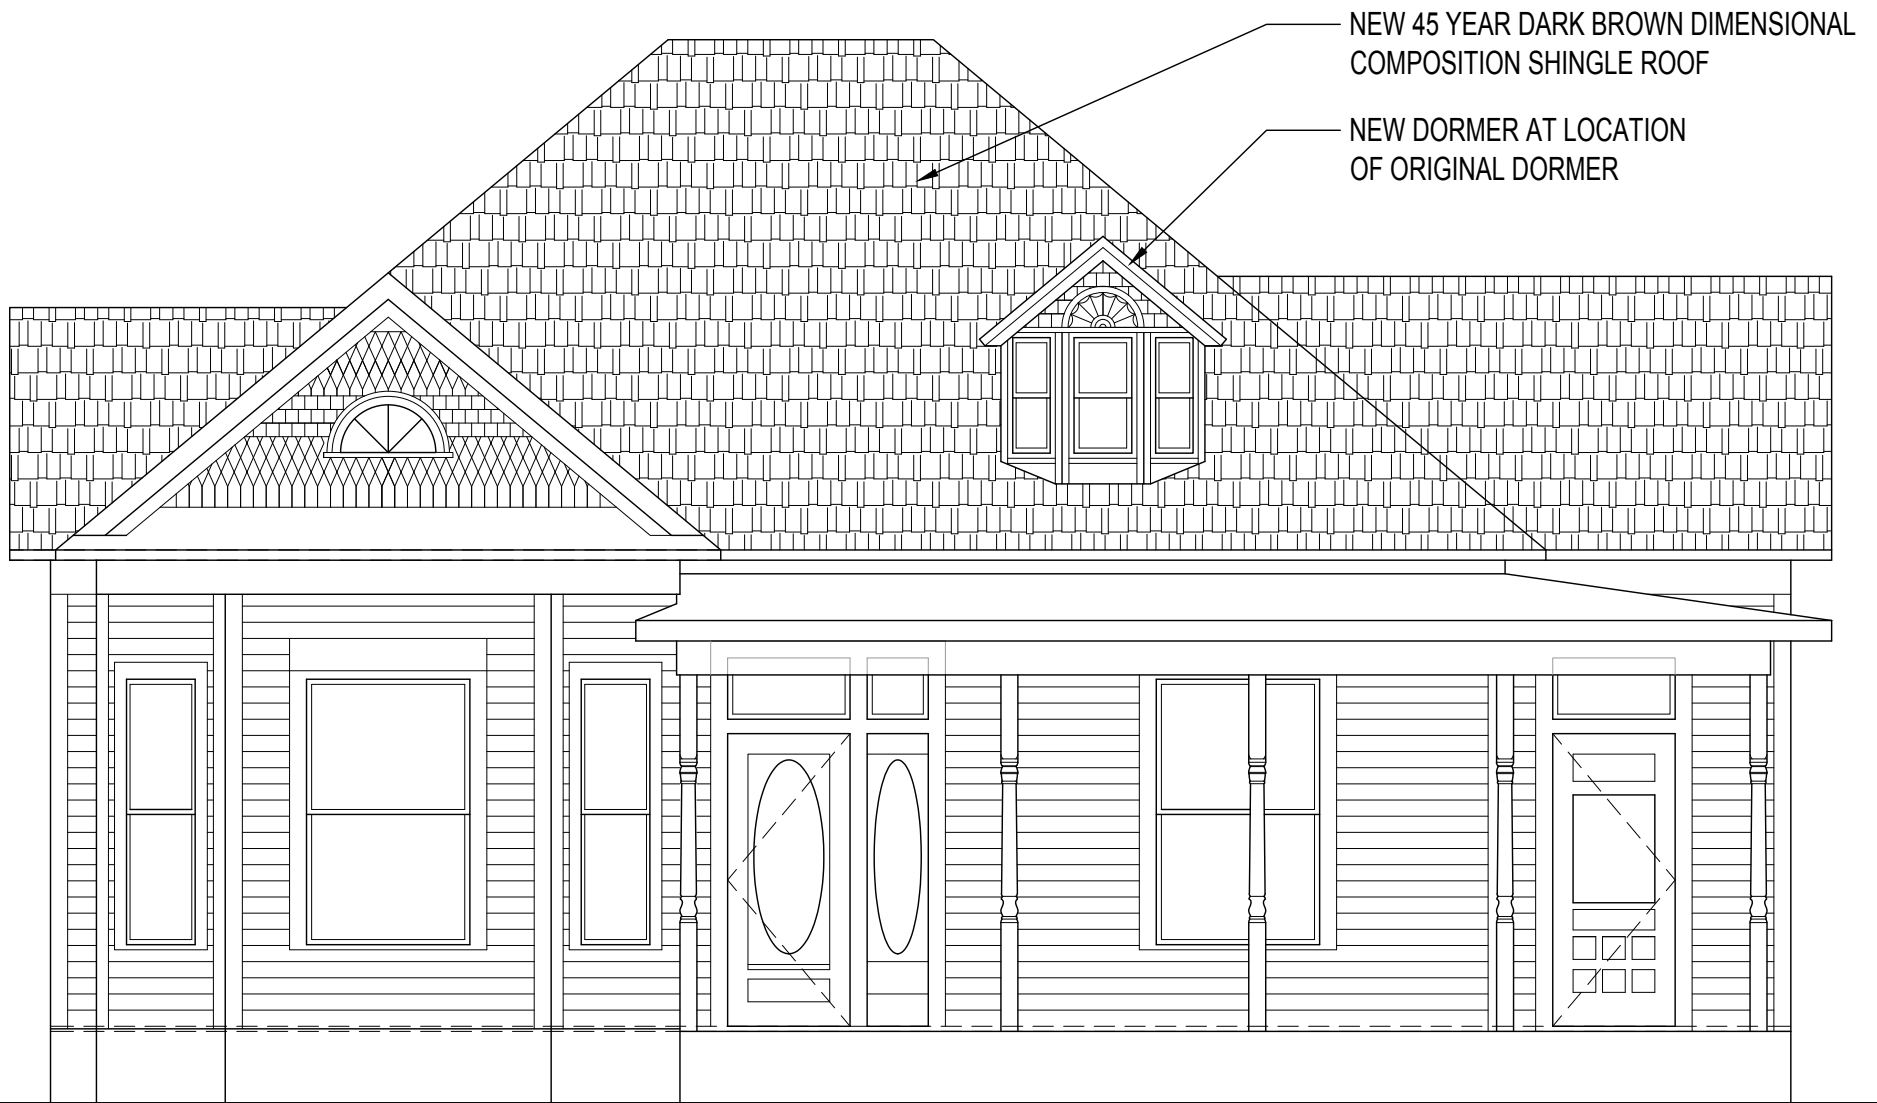 NEW 45 YEAR DARK BROWN DIMENSIONAL
COMPOSITION SHINGLE ROOF
NEW DORMER AT LOCATION
OF ORIGINAL DORMER